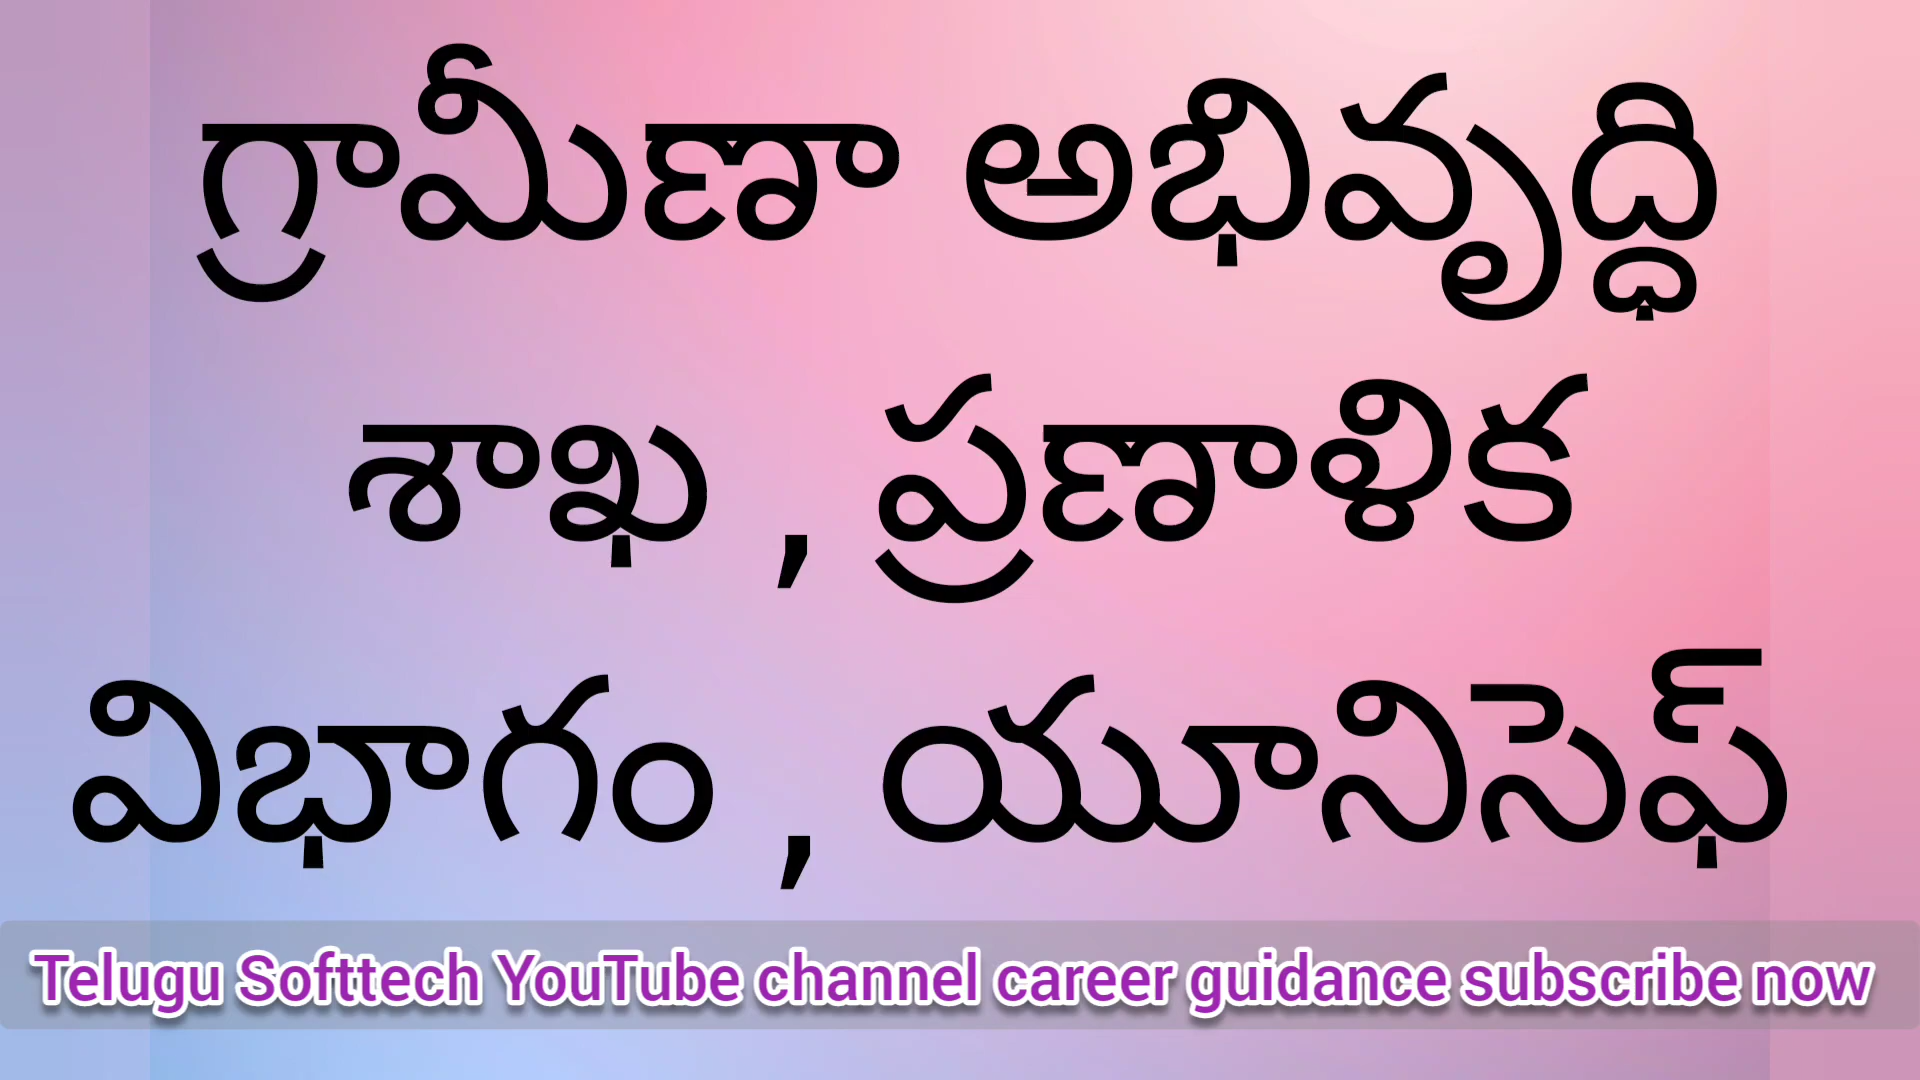 గ్రామీణా అభివృద్ధి
శాఖ , ప్రణాళిక
విభాగం , యూనిసెఫ్
Telugu Softtech YouTube channel career guidance subscribe now